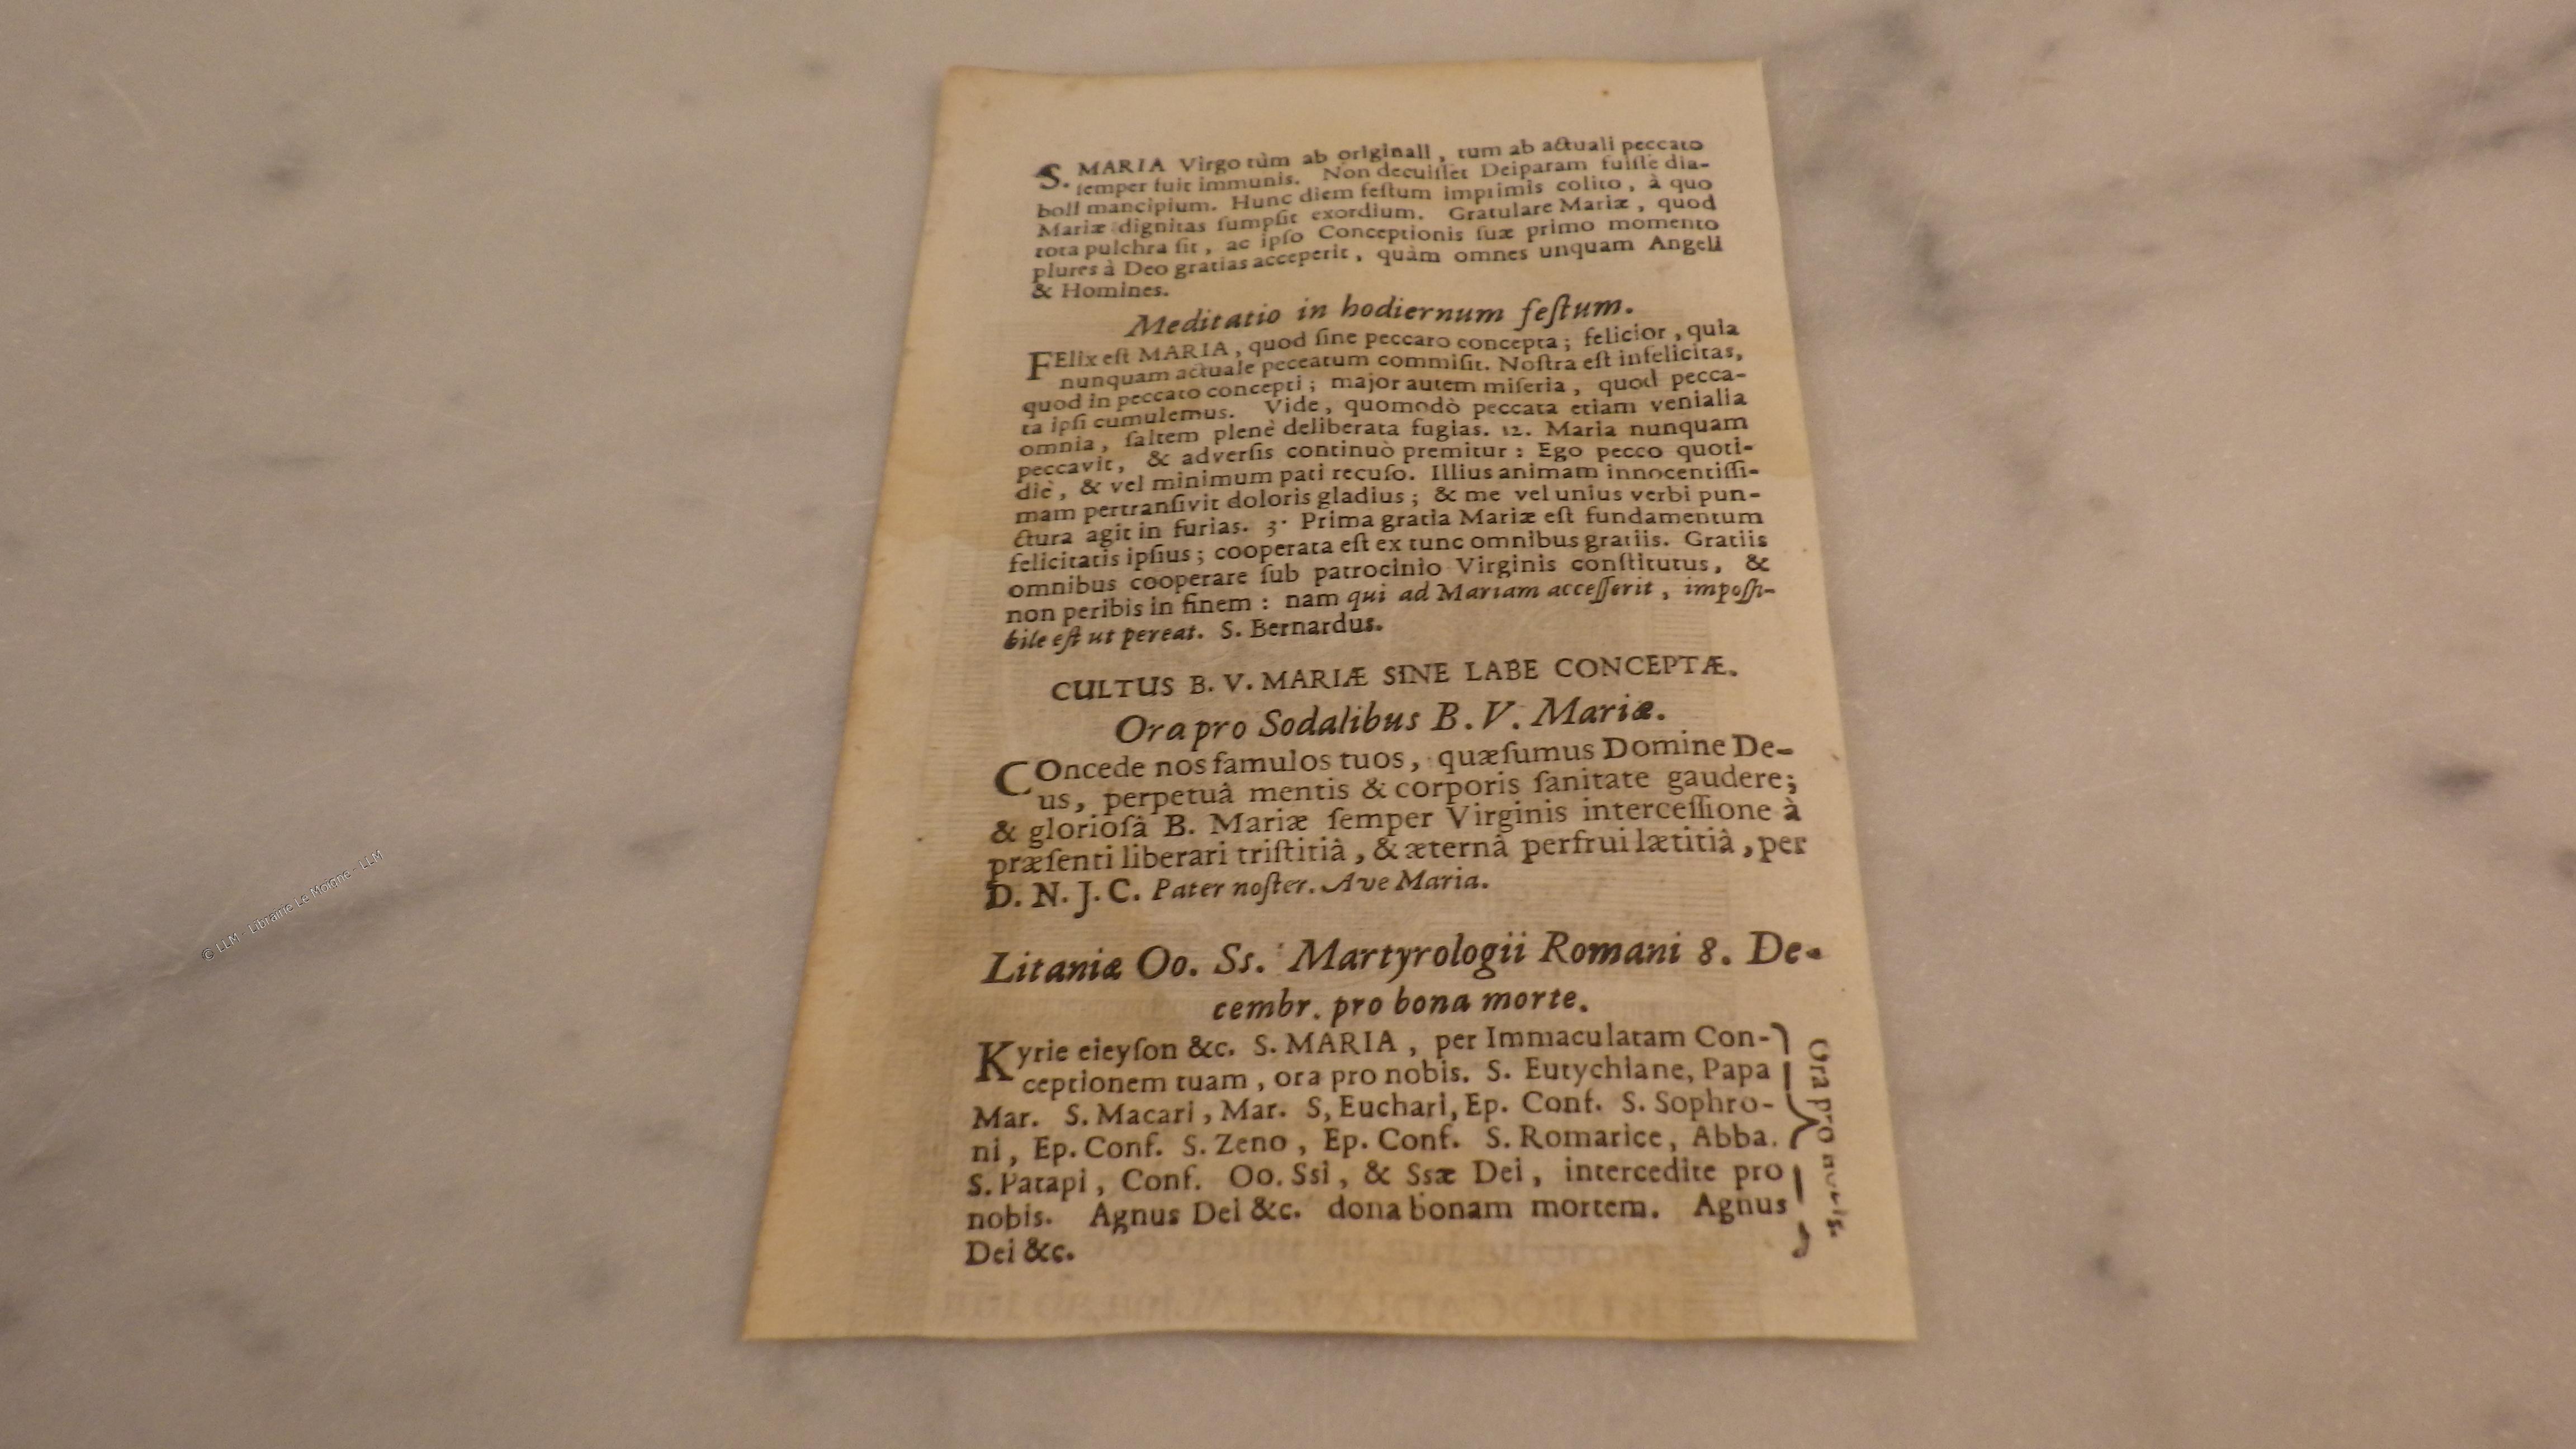 S. MARIA Virgo tùm ab originali, tum ab actuali peccato
semper fuit immunis. Non decuiſſet Deiparam fuiſſe dia-
boli mancipium. Hunc diem feſtum imprimis colito, à quo
Mariæ dignitas ſumpſit exordium. Gratulare Mariæ, quod
tota pulchra ſit, ac ipſo Conceptionis ſuæ primo momento
plures à Deo gratias acceperit, quàm omnes unquam Angeli
& Homines.
Meditatio in hodiernum feſtum.
FElix eſt MARIA, quod ſine peccato concepta; felicior, quia
nunquam actuale peccatum commiſit. Noſtra eſt infelicitas,
quod in peccato concepti; major autem miſeria, quod pecca-
ta ipſi cumulemus. Vide, quomodò peccata etiam venialia
omnia, ſaltem plenè deliberata fugias. 12. Maria nunquam
peccavit, & adverſis continuò premitur: Ego pecco quoti-
diè, & vel minimum pati recuſo. Illius animam innocentiſſi-
mam pertranſivit doloris gladius; & me vel unius verbi pun-
ctura agit in furias. 3. Prima gratia Mariæ eſt fundamentum
felicitatis ipſius; cooperata eſt ex tunc omnibus gratiis. Gratiis
omnibus cooperare ſub patrocinio Virginis conſtitutus, &
non peribis in finem: nam qui ad Mariam acceſſerit, impoſſi-
bile eſt ut pereat. S. Bernardus.
CULTUS B. V. MARIÆ SINE LABE CONCEPTÆ.
Ora pro Sodalibus B. V. Mariæ.
COncede nos famulos tuos, quæſumus Domine De-
us, perpetuâ mentis & corporis ſanitate gaudere;
& glorioſâ B. Mariæ ſemper Virginis interceſſione à
præſenti liberari triſtitiâ, & æternâ perfrui lætitiâ, per
D. N. J. C. Pater noſter. Ave Maria.
Litaniæ Oo. Ss. Martyrologii Romani 8. De-
cembr. pro bona morte.
Kyrie eleyſon &c. S. MARIA, per Immaculatam Con-
ceptionem tuam, ora pro nobis. S. Eutychiane, Papa
Mar. S. Macari, Mar. S, Euchari, Ep. Conf. S. Sophro-
ni, Ep. Conf. S. Zeno, Ep. Conf. S. Romarice, Abba.
S. Patapi, Conf. Oo. Ssi, & Ssæ Dei, intercedite pro
nobis. Agnus Dei &c. dona bonam mortem. Agnus
Dei &c.
Ora pro nobis.
© LLM - Librairie Le Moigne - LLM